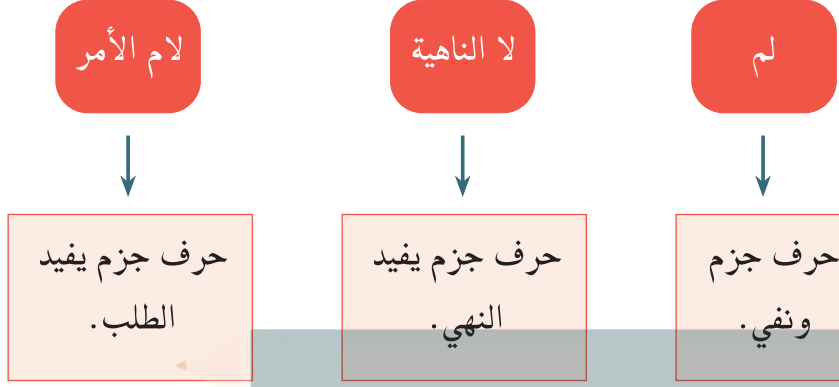 لم
لا الناهية
لام الأمر
حرف جزم
ونفي.
حرف جزم يفيد
النهي.
حرف جزم يفيد
الطلب.